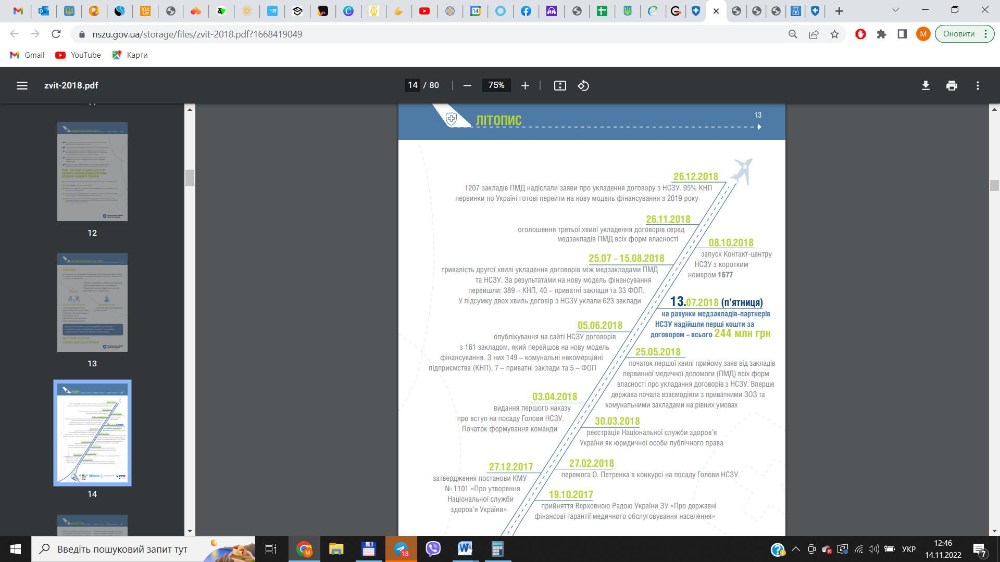 nszu.gov.ua/storage/files/zvit-2018.pdf?1668419049
Оновити
Gmail
YouTube
Карти
zvit-2018.pdf
14 / 80
75%
12
13
14
ЛІТОПИС
13
26.12.2018
1207 закладів ПМД надіслали заяви про укладення договору з НСЗУ. 95% КНП
первинки по Україні готові перейти на нову модель фінансування з 2019 року
26.11.2018
оголошення третьої хвилі укладення договорів серед
медзакладів ПМД всіх форм власності
08.10.2018
запуск Контакт-центру
НСЗУ з коротким
номером 1677
25.07 - 15.08.2018
тривалість другої хвилі укладення договорів між медзакладами ПМД
та НСЗУ. За результатами на нову модель фінансування
перейшли: 389 – КНП, 40 – приватні заклади та 33 ФОП.
У підсумку двох хвиль договір з НСЗУ уклали 623 заклади
13.07.2018 (п’ятниця)
на рахунки медзакладів-партнерів
НСЗУ надійшли перші кошти за
договором – всього 244 млн грн
05.06.2018
опублікування на сайті НСЗУ договорів
з 161 закладом, який перейшов на нову модель
фінансування. З них 149 – комунальні некомерційні
підприємства (КНП), 7 – приватні заклади та 5 – ФОП
25.05.2018
початок першої хвилі прийому заяв від закладів
первинної медичної допомоги (ПМД) всіх форм
власності про укладання договорів з НСЗУ. Вперше
держава почала взаємодіяти з приватними ЗОЗ та
комунальними закладами на рівних умовах
03.04.2018
видання першого наказу
про вступ на посаду Голови НСЗУ.
Початок формування команди
30.03.2018
реєстрація Національної служби здоров’я
України як юридичної особи публічного права
27.12.2017
затвердження постанови КМУ
№ 1101 «Про утворення
Національної служби
здоров’я України»
27.02.2018
перемога О. Петренка в конкурсі на посаду Голови НСЗУ
19.10.2017
прийняття Верховною Радою України ЗУ «Про державні
фінансові гарантії медичного обслуговування населення»
Введіть пошуковий запит тут
18
УКР
12:46
14.11.2022
7